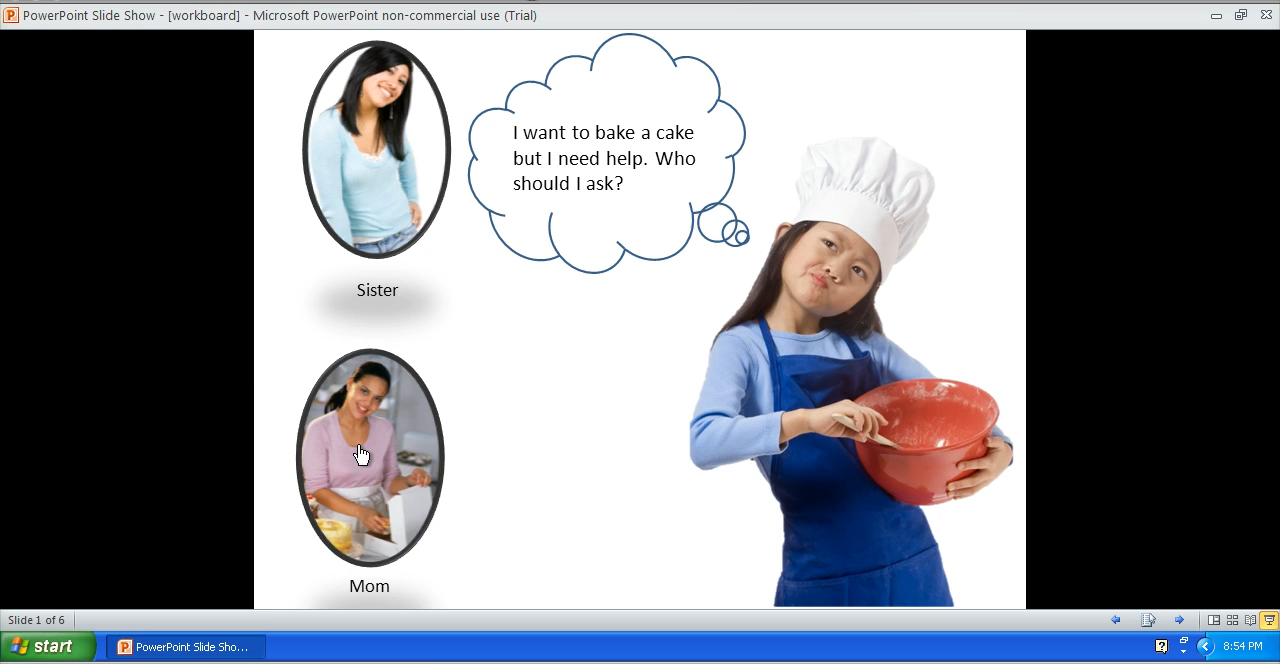 PowerPoint Slide Show - [workboard] - Microsoft PowerPoint non-commercial use (Trial)
I want to bake a cake
but I need help. Who
should I ask?
Sister
Mom
Slide 1 of 6
start
PowerPoint Slide Sho...
8:54 PM